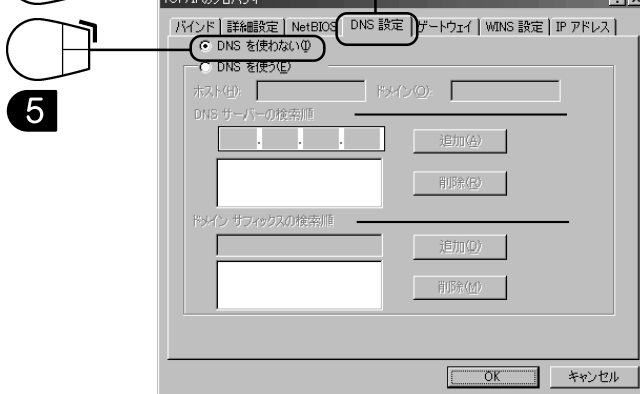 TCP/IPのプロパティ
バインド 詳細設定 NetBIOS DNS 設定 ゲートウェイ WINS 設定 IP アドレス
DNS を使わない(I)
DNS を使う(E)
5
ホスト(H): ドメイン(O):
DNS サーバーの検索順
追加(A)
削除(R)
ドメイン サフィックスの検索順
追加(D)
削除(M)
OK キャンセル